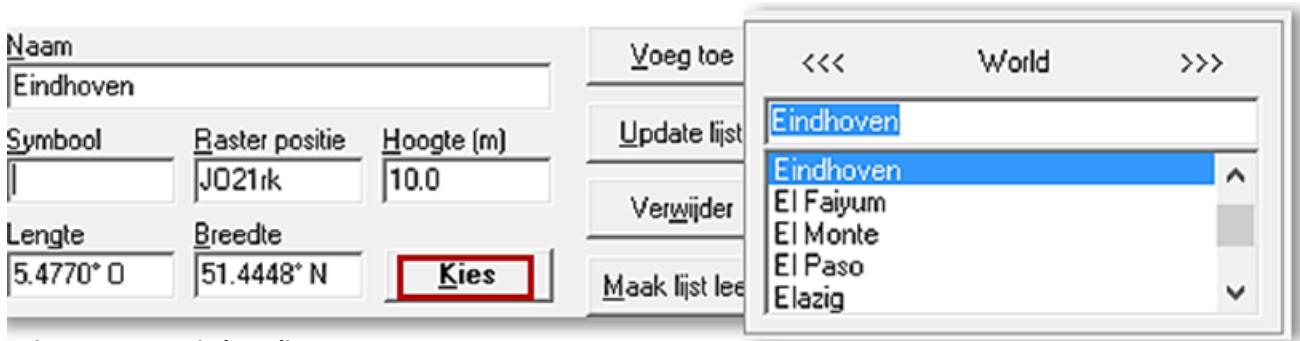 Naam
Eindhoven
Symbool Raster positie Hoogte (m)
JO21rk 10.0
Lengte Breedte
5.4770° O 51.4448° N Kies
Voeg toe
Update lijst
Verwijder
Maak lijst lee
<<< World >>>
Eindhoven
Eindhoven
El Faiyum
El Monte
El Paso
Elazig